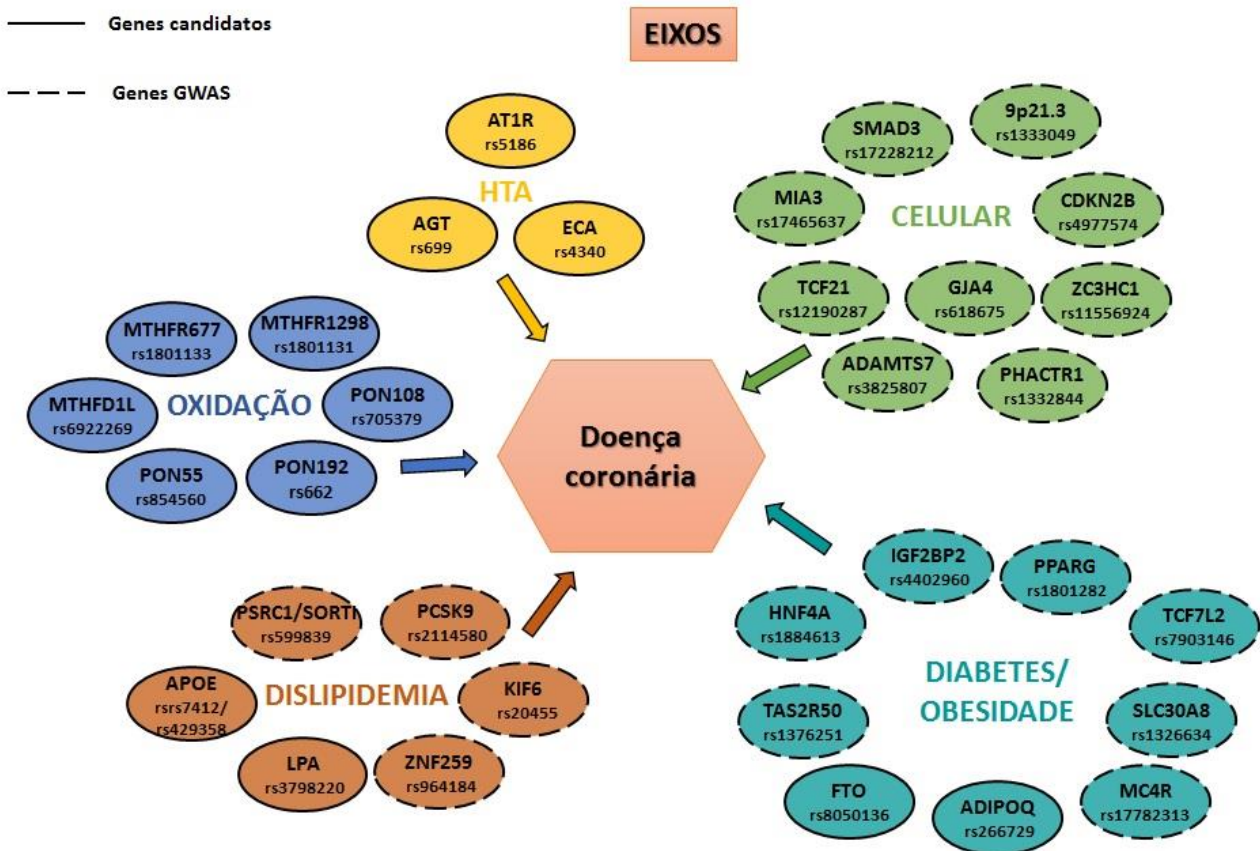 Genes candidatos
Genes GWAS
EIXOS
AT1R
rs5186
HTA
AGT
rs699
ECA
rs4340
SMAD3
rs17228212
9p21.3
rs1333049
MIA3
rs17465637
CELULAR
CDKN2B
rs4977574
TCF21
rs12190287
GJA4
rs618675
ZC3HC1
rs11556924
ADAMTS7
rs3825807
PHACTR1
rs1332844
MTHFR677
rs1801133
MTHFR1298
rs1801131
MTHFD1L
rs6922269
OXIDAÇÃO
PON108
rs705379
PON55
rs854560
PON192
rs662
Doença
coronária
PSRC1/SORTI
rs599839
PCSK9
rs2114580
APOE
rsrs7412/
rs429358
DISLIPIDEMIA
KIF6
rs20455
LPA
rs3798220
ZNF259
rs964184
IGF2BP2
rs4402960
PPARG
rs1801282
HNF4A
rs1884613
TCF7L2
rs7903146
DIABETES/
OBESIDADE
TAS2R50
rs1376251
SLC30A8
rs1326634
FTO
rs8050136
ADIPOQ
rs266729
MC4R
rs17782313